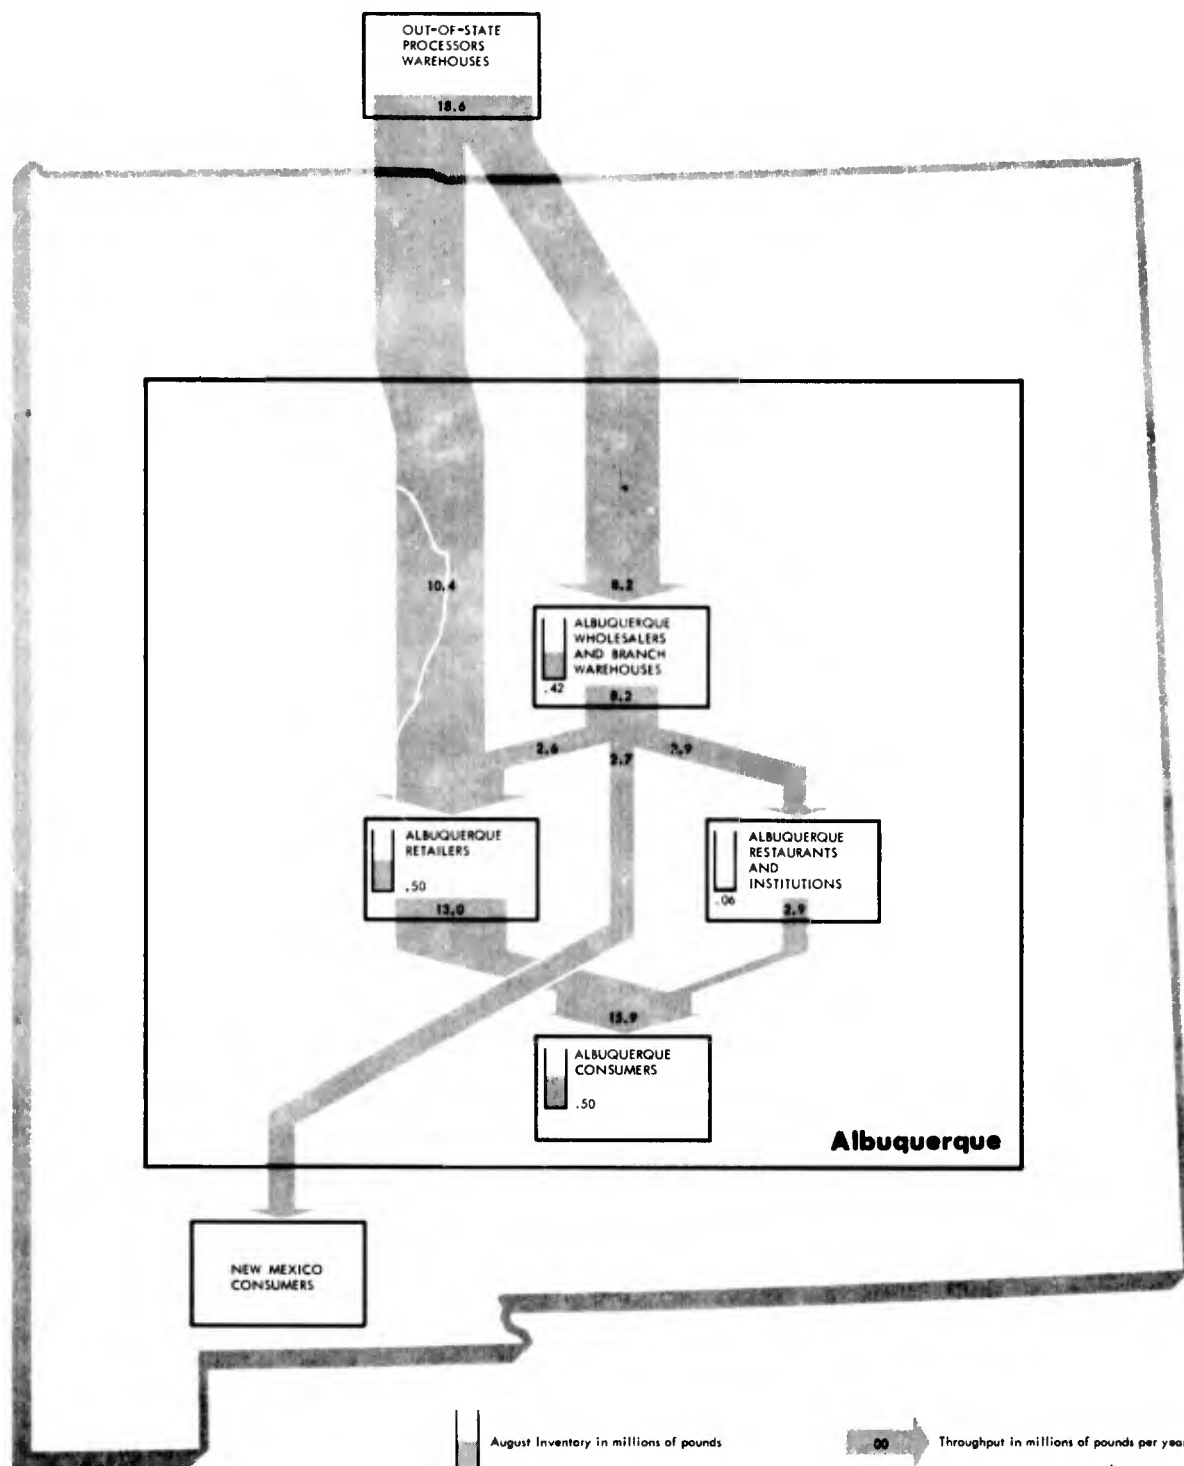 OUT-OF-STATE
PROCESSORS
WAREHOUSES
18.6
10.4
8.2
ALBUQUERQUE
WHOLESALERS
AND BRANCH
WAREHOUSES
.42
8.2
2.6
2.7
2.9
ALBUQUERQUE
RETAILERS
.50
13.0
ALBUQUERQUE
RESTAURANTS
AND
INSTITUTIONS
.06
2.9
15.9
ALBUQUERQUE
CONSUMERS
.50
Albuquerque
NEW MEXICO
CONSUMERS
August Inventory in millions of pounds
00
Throughput in millions of pounds per year